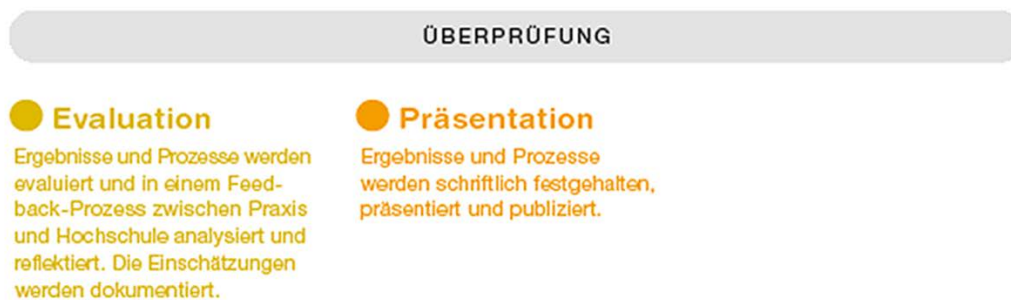 ÜBERPRÜFUNG
Evaluation
Ergebnisse und Prozesse werden
evaluiert und in einem Feed-
back-Prozess zwischen Praxis
und Hochschule analysiert und
reflektiert. Die Einschätzungen
werden dokumentiert.
Präsentation
Ergebnisse und Prozesse
werden schriftlich festgehalten,
präsentiert und publiziert.